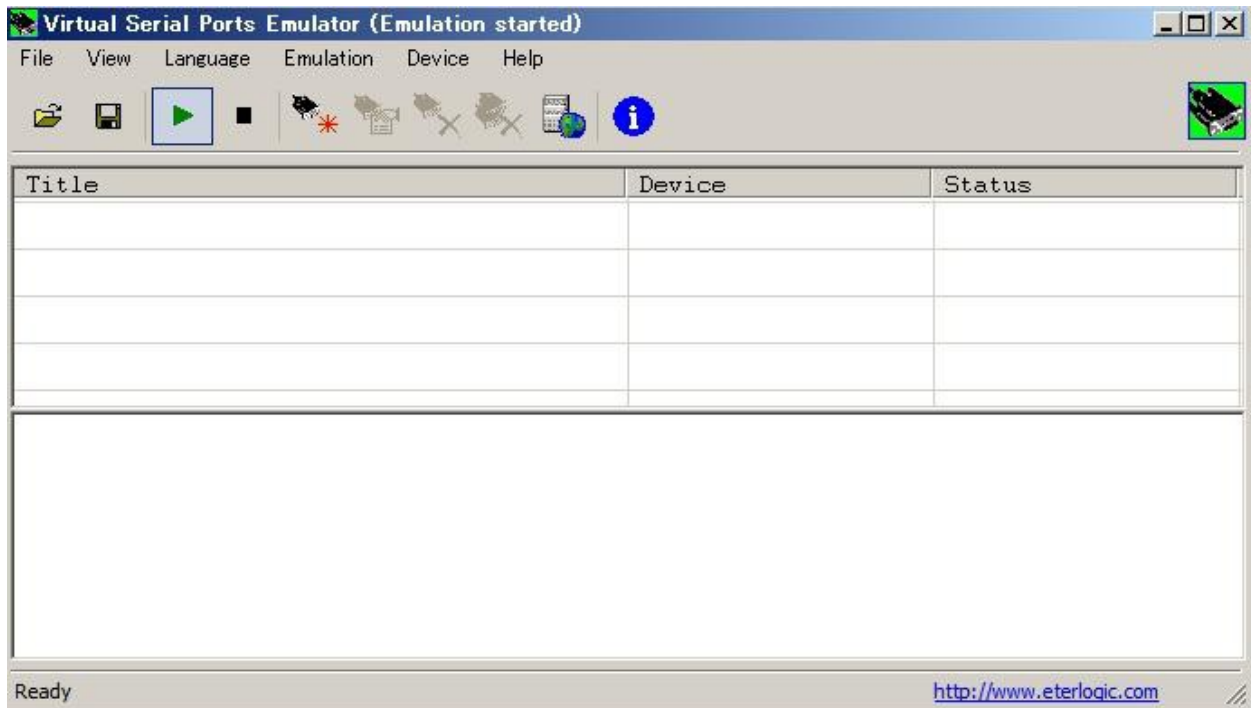 Virtual Serial Ports Emulator (Emulation started)
File View Language Emulation Device Help
Title Device Status
Ready http://www.eterlogic.com